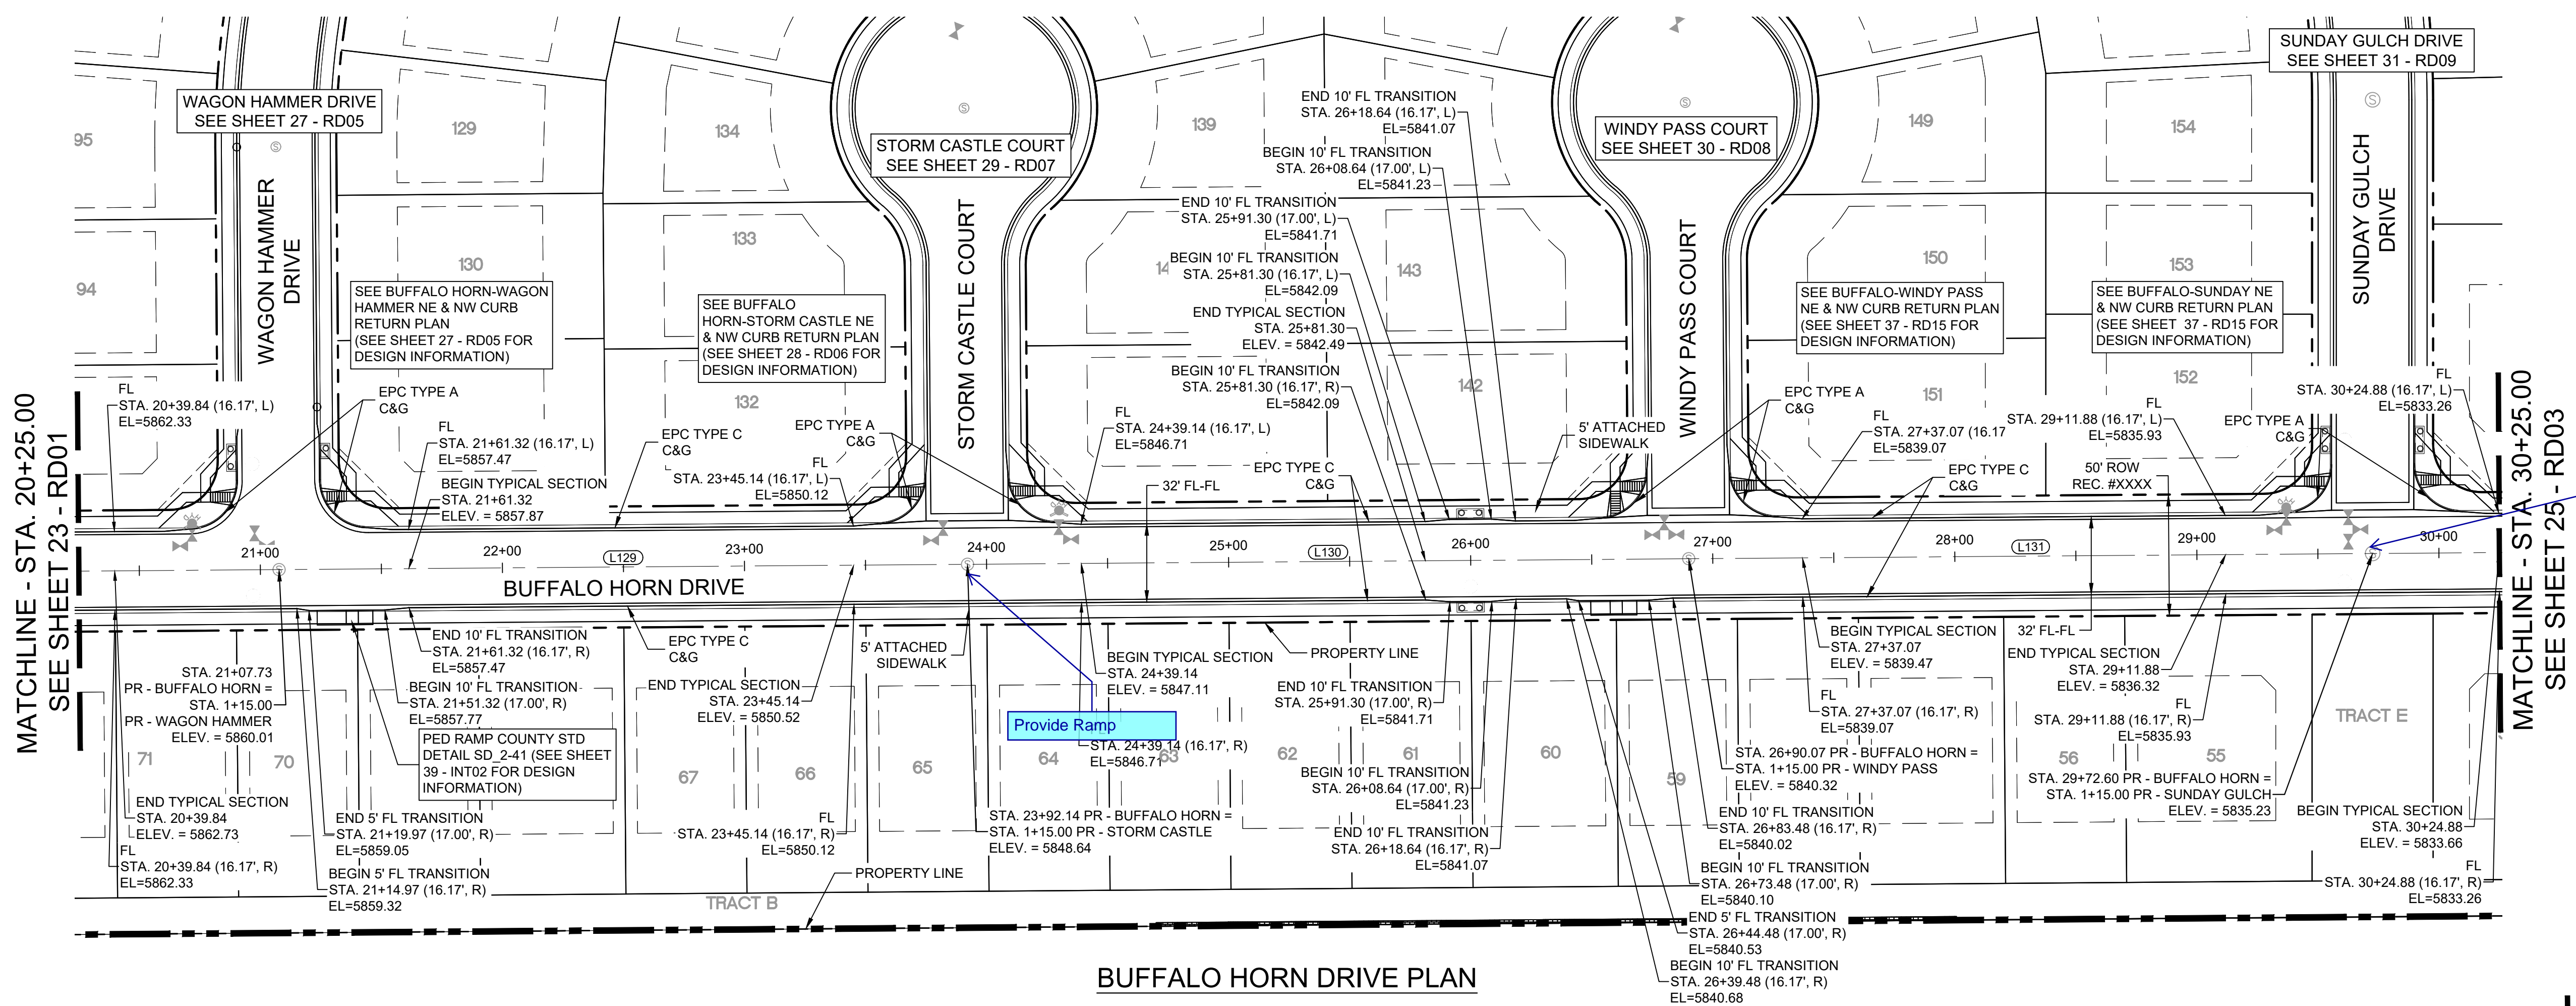 SUNDAY GULCH DRIVE
SEE SHEET 31 - RD09
WAGON HAMMER DRIVE
SEE SHEET 27 - RD05
STORM CASTLE COURT
SEE SHEET 29 - RD07
WINDY PASS COURT
SEE SHEET 30 - RD08
95
129
134
139
149
154
94
130
133
143
150
153
132
142
151
152
END 10' FL TRANSITION
STA. 26+18.64 (16.17', L)
EL=5841.07
BEGIN 10' FL TRANSITION
STA. 26+08.64 (17.00', L)
EL=5841.23
END 10' FL TRANSITION
STA. 25+91.30 (17.00', L)
EL=5841.71
BEGIN 10' FL TRANSITION
STA. 25+81.30 (16.17', L)
EL=5842.09
END TYPICAL SECTION
STA. 25+81.30
ELEV. = 5842.49
BEGIN 10' FL TRANSITION
STA. 25+81.30 (16.17', R)
EL=5842.09
WAGON HAMMER
DRIVE
STORM CASTLE COURT
WINDY PASS COURT
SUNDAY GULCH
DRIVE
SEE BUFFALO HORN-WAGON
HAMMER NE & NW CURB
RETURN PLAN
(SEE SHEET 27 - RD05 FOR
DESIGN INFORMATION)
SEE BUFFALO
HORN-STORM CASTLE NE
& NW CURB RETURN PLAN
(SEE SHEET 28 - RD06 FOR
DESIGN INFORMATION)
SEE BUFFALO-WINDY PASS
NE & NW CURB RETURN PLAN
(SEE SHEET 37 - RD15 FOR
DESIGN INFORMATION)
SEE BUFFALO-SUNDAY NE
& NW CURB RETURN PLAN
(SEE SHEET 37 - RD15 FOR
DESIGN INFORMATION)
MATCHLINE - STA. 20+25.00
SEE SHEET 23 - RD01
FL
STA. 20+39.84 (16.17', L)
EL=5862.33
EPC TYPE A
C&G
FL
STA. 21+61.32 (16.17', L)
EL=5857.47
BEGIN TYPICAL SECTION
STA. 21+61.32
ELEV. = 5857.87
EPC TYPE C
C&G
FL
STA. 23+45.14 (16.17', L)
EL=5850.12
EPC TYPE A
C&G
FL
STA. 24+39.14 (16.17', L)
EL=5846.71
32' FL-FL
EPC TYPE C
C&G
5' ATTACHED
SIDEWALK
EPC TYPE A
C&G
FL
STA. 27+37.07 (16.17
EL=5839.07
EPC TYPE C
C&G
FL
STA. 29+11.88 (16.17', L)
EL=5835.93
50' ROW
REC. #XXXX
EPC TYPE A
C&G
FL
STA. 30+24.88 (16.17', L)
EL=5833.26
MATCHLINE - STA. 30+25.00
SEE SHEET 25 - RD03
21+00
22+00
L129
23+00
24+00
25+00
L130
26+00
27+00
28+00
L131
29+00
30+00
BUFFALO HORN DRIVE
STA. 21+07.73
PR - BUFFALO HORN =
STA. 1+15.00
PR - WAGON HAMMER
ELEV. = 5860.01
END 10' FL TRANSITION
STA. 21+61.32 (16.17', R)
EL=5857.47
BEGIN 10' FL TRANSITION
STA. 21+51.32 (17.00', R)
EL=5857.77
PED RAMP COUNTY STD
DETAIL SD_2-41 (SEE SHEET
39 - INT02 FOR DESIGN
INFORMATION)
EPC TYPE C
C&G
END TYPICAL SECTION
STA. 23+45.14
ELEV. = 5850.52
5' ATTACHED
SIDEWALK
BEGIN TYPICAL SECTION
STA. 24+39.14
ELEV. = 5847.11
Provide Ramp
STA. 24+39.14 (16.17', R)
EL=5846.71
PROPERTY LINE
END 10' FL TRANSITION
STA. 25+91.30 (17.00', R)
EL=5841.71
BEGIN 10' FL TRANSITION
STA. 26+08.64 (17.00', R)
EL=5841.23
END 10' FL TRANSITION
STA. 26+18.64 (16.17', R)
EL=5841.07
BEGIN TYPICAL SECTION
STA. 27+37.07
ELEV. = 5839.47
FL
STA. 27+37.07 (16.17', R)
EL=5839.07
STA. 26+90.07 PR - BUFFALO HORN =
STA. 1+15.00 PR - WINDY PASS
ELEV. = 5840.32
END 10' FL TRANSITION
STA. 26+83.48 (16.17', R)
EL=5840.02
BEGIN 10' FL TRANSITION
STA. 26+73.48 (17.00', R)
EL=5840.10
END 5' FL TRANSITION
STA. 26+44.48 (17.00', R)
EL=5840.53
BEGIN 10' FL TRANSITION
STA. 26+39.48 (16.17', R)
EL=5840.68
32' FL-FL
END TYPICAL SECTION
STA. 29+11.88
ELEV. = 5836.32
FL
STA. 29+11.88 (16.17', R)
EL=5835.93
STA. 29+72.60 PR - BUFFALO HORN =
STA. 1+15.00 PR - SUNDAY GULCH
ELEV. = 5835.23
BEGIN TYPICAL SECTION
STA. 30+24.88
ELEV. = 5833.66
FL
STA. 30+24.88 (16.17', R)
EL=5833.26
71
70
67
66
65
64
63
62
61
60
59
56
55
TRACT E
END TYPICAL SECTION
STA. 20+39.84
ELEV. = 5862.73
FL
STA. 20+39.84 (16.17', R)
EL=5862.33
END 5' FL TRANSITION
STA. 21+19.97 (17.00', R)
EL=5859.05
BEGIN 5' FL TRANSITION
STA. 21+14.97 (16.17', R)
EL=5859.32
FL
STA. 23+45.14 (16.17', R)
EL=5850.12
STA. 23+92.14 PR - BUFFALO HORN =
STA. 1+15.00 PR - STORM CASTLE
ELEV. = 5848.64
PROPERTY LINE
TRACT B
BUFFALO HORN DRIVE PLAN